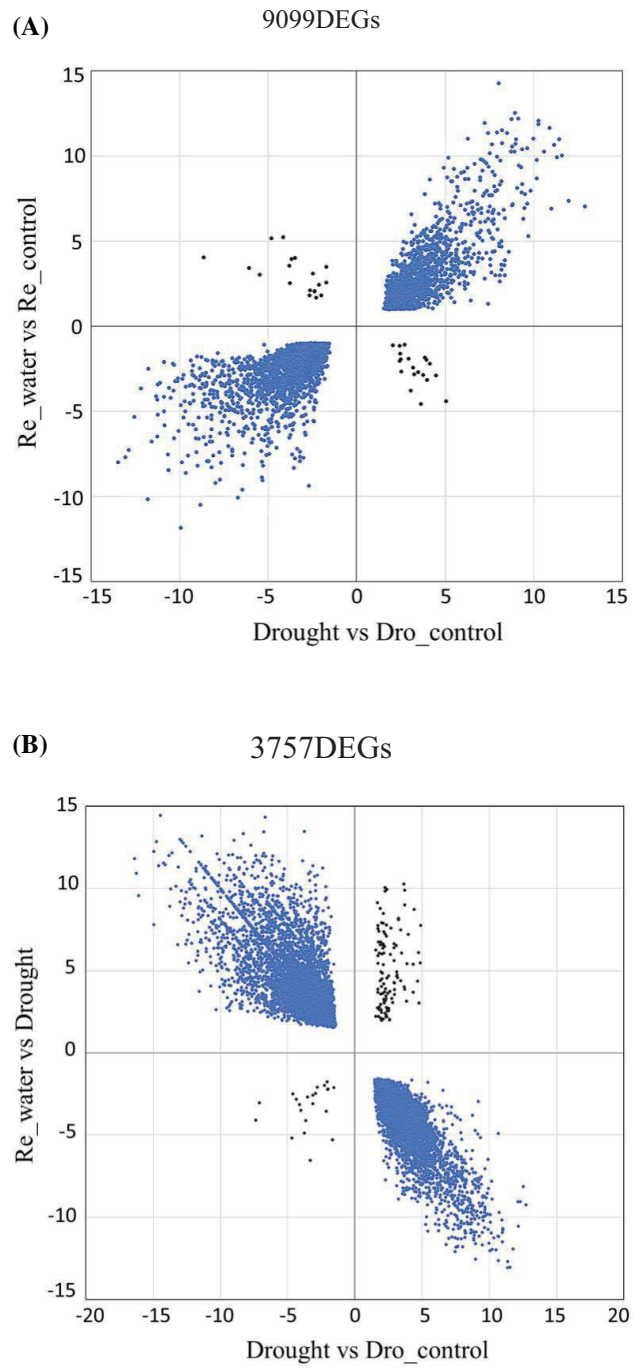 (A)
9099DEGs
15
10
5
0
-5
-10
-15
Re_water vs Re_control
-15 -10 -5 0 5 10 15
Drought vs Dro_control
(B)
3757DEGs
15
10
5
0
-5
-10
-15
Re_water vs Drought
-20 -15 -10 -5 0 5 10 15 20
Drought vs Dro_control